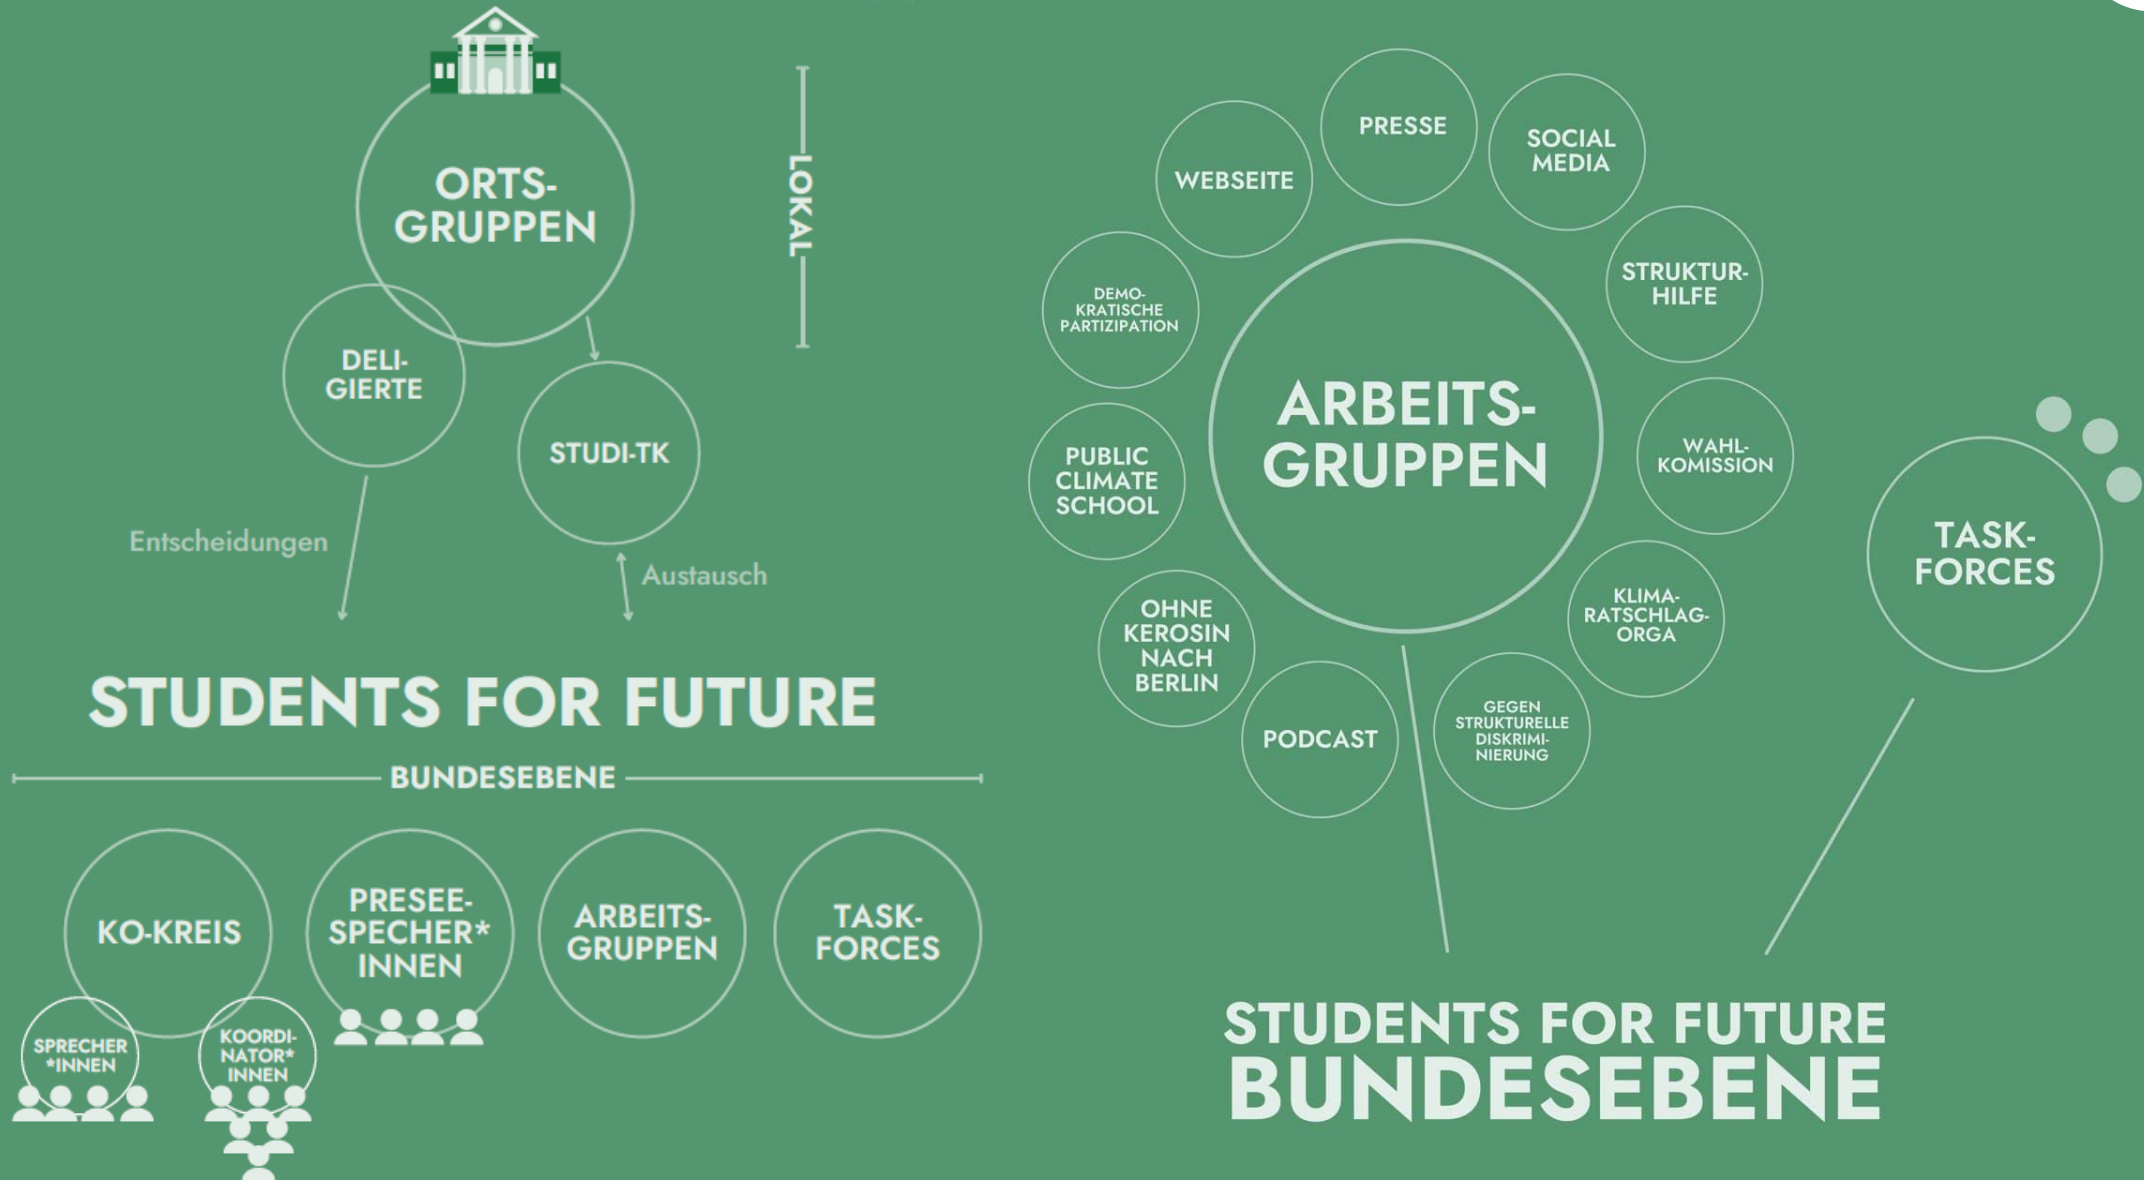 ORTS-
GRUPPEN
LOKAL
DELI-
GIERTE
STUDI-TK
Entscheidungen
Austausch
STUDENTS FOR FUTURE
BUNDESEBENE
KO-KREIS
PRESEE-
SPECHER*
INNEN
ARBEITS-
GRUPPEN
TASK-
FORCES
SPRECHER
*INNEN
KOORDI-
NATOR*
INNEN
PRESSE
SOCIAL
MEDIA
WEBSEITE
STRUKTUR-
HILFE
DEMO-
KRATISCHE
PARTIZIPATION
ARBEITS-
GRUPPEN
WAHL-
KOMISSION
PUBLIC
CLIMATE
SCHOOL
TASK-
FORCES
KLIMA-
RATSCHLAG-
ORGA
OHNE
KEROSIN
NACH
BERLIN
PODCAST
GEGEN
STRUKTURELLE
DISKRIMI-
NIERUNG
STUDENTS FOR FUTURE
BUNDESEBENE